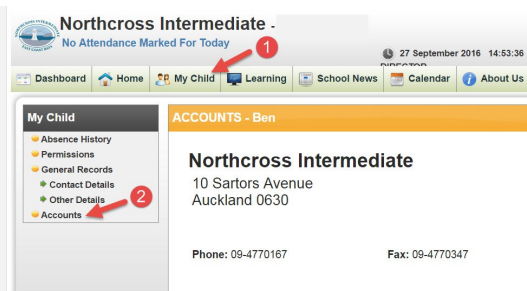 Northcross Intermediate -
No Attendance Marked For Today
1
27 September 2016 14:53:36
DIRECTOR
Dashboard Home My Child Learning School News Calendar About Us
My Child
Absence History
Permissions
General Records
Contact Details
Other Details
Accounts
2
ACCOUNTS - Ben
Northcross Intermediate
10 Sartors Avenue
Auckland 0630
Phone: 09-4770167 Fax: 09-4770347